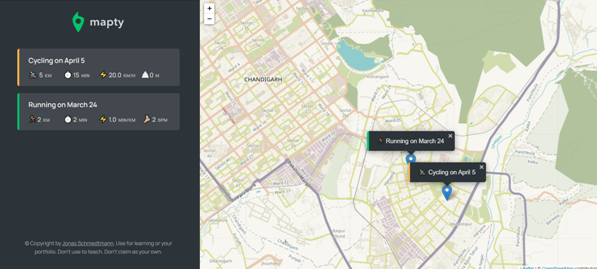 mapty
Cycling on April 5
5 KM 15 MIN 20.0 KM/H 0 M
Running on March 24
2 KM 2 MIN 1.0 MIN/KM 2 SPM
© Copyright by Jonas Schmedtmann. Use for learning or your
portfolio. Don't use to teach. Don't claim as your own.
+
−
CHANDIGARH
Running on March 24 ×
Cycling on April 5 ×
Leaflet | © OpenStreetMap contributors